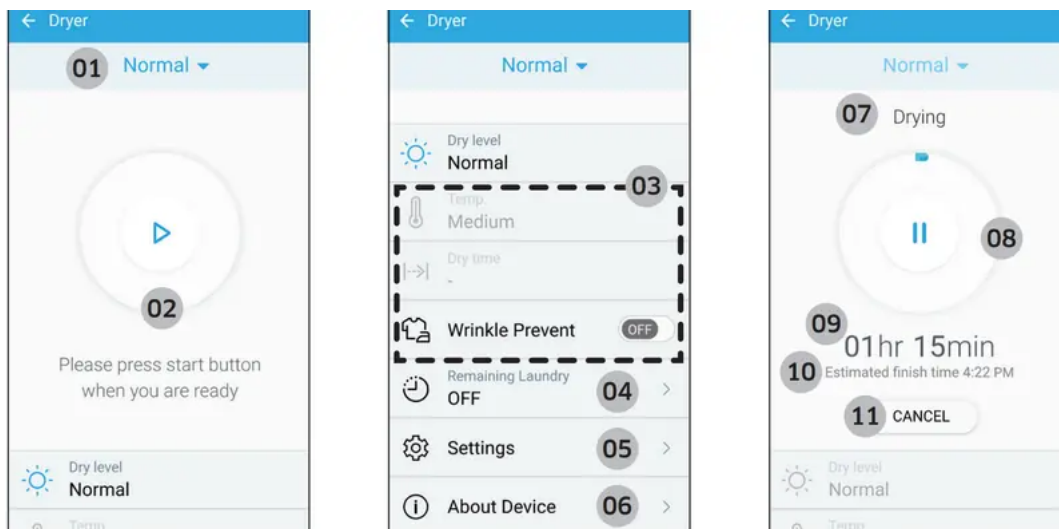 Dryer
01 Normal
02
Please press start button
when you are ready
Dry level
Normal
Temp.
Dryer
Normal
Dry level
Normal
03
Temp.
Medium
Dry time
-
Wrinkle Prevent OFF
Remaining Laundry
OFF
04
Settings 05
About Device 06
Dryer
Normal
07 Drying
08
09
01hr 15min
10 Estimated finish time 4:22 PM
11 CANCEL
Dry level
Normal
Temp.